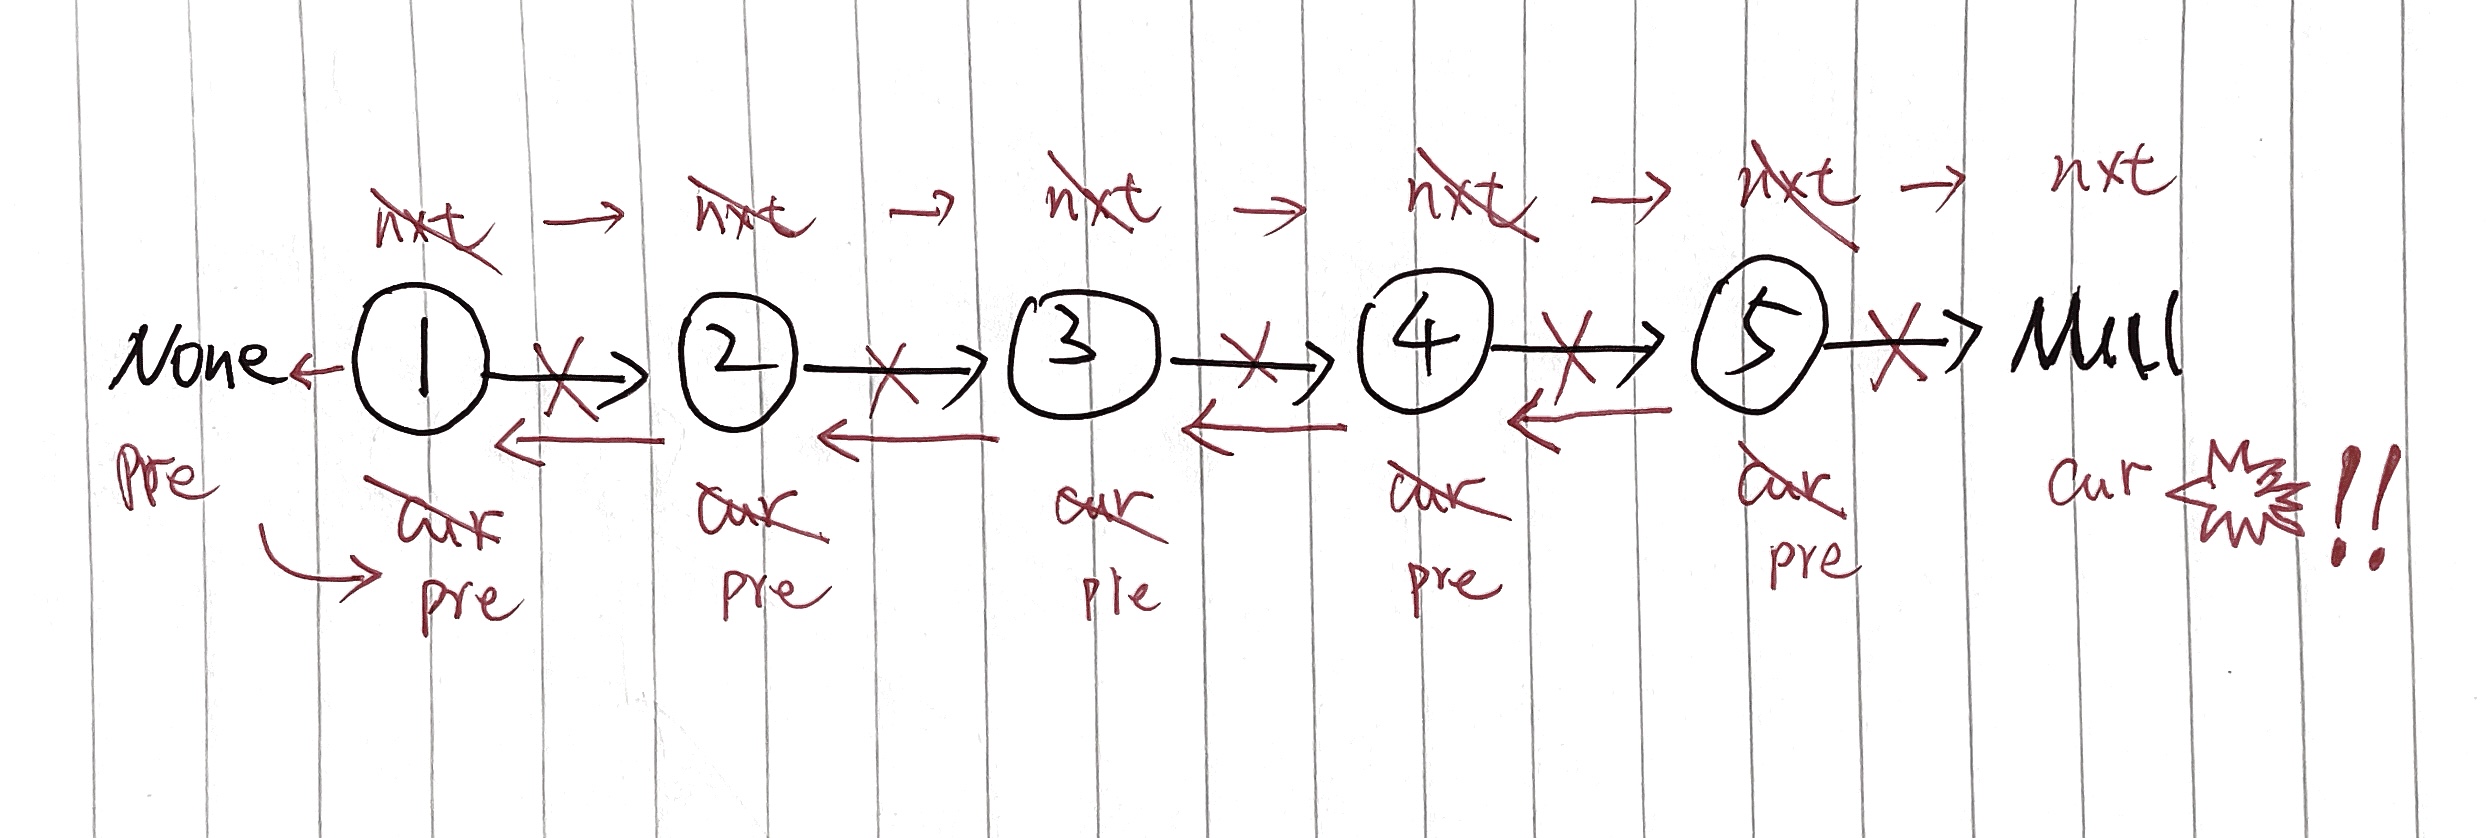 nxt → nxt → nxt → nxt → nxt → nxt
None ← 1 → 2 → 3 → 4 → 5 → Null
← ← ← ←
pre cur cur cur cur cur cur !!
→ pre pre pre pre pre